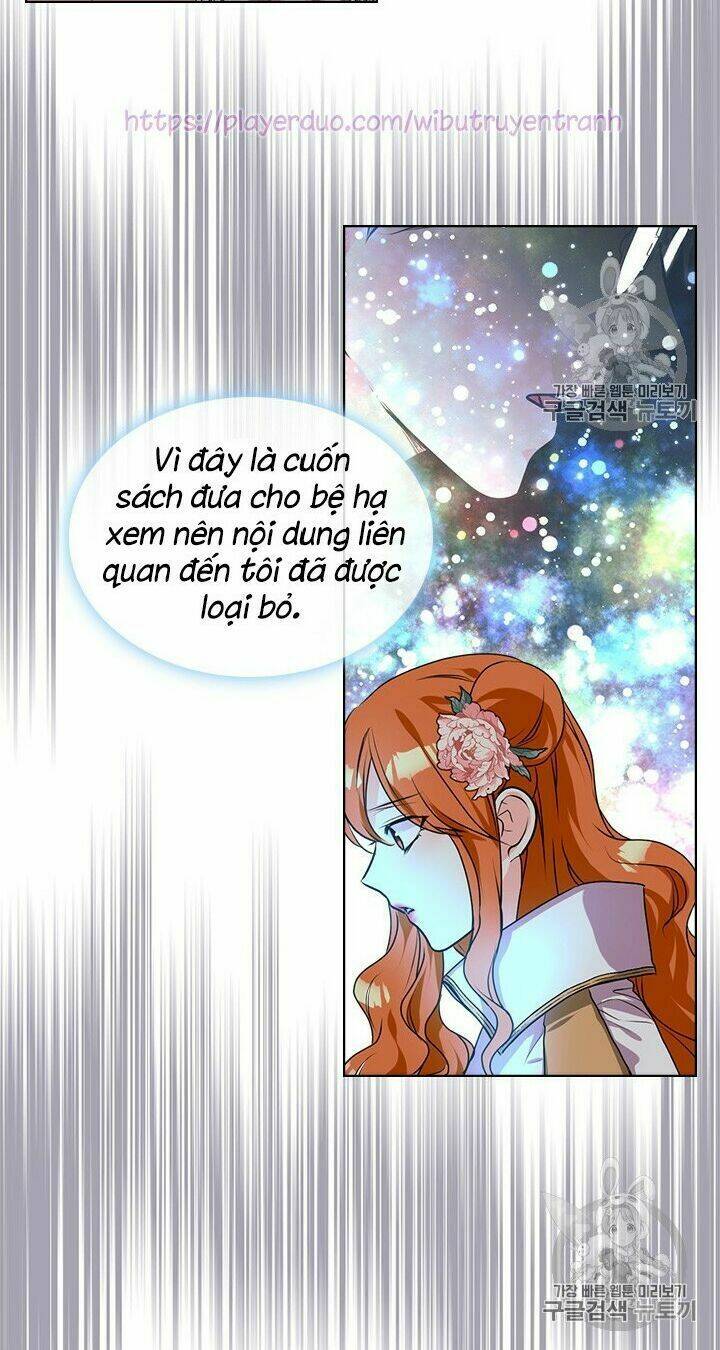 https://playerduo.com/wibutruyentranh
가장 빠른 웹툰 미리보기
구글검색 뉴토끼
Vì đây là cuốn
sách đưa cho bệ hạ
xem nên nội dung liên
quan đến tôi đã được
loại bỏ.
가장 빠른 웹툰 미리보기
구글검색 뉴토끼